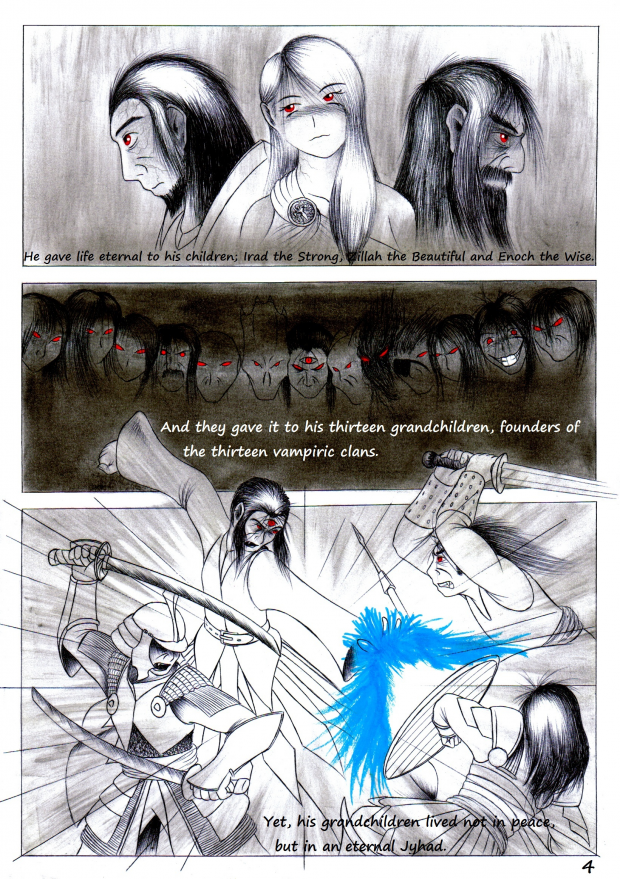 He gave life eternal to his children; Irad the Strong, Zillah the Beautiful and Enoch the Wise.
And they gave it to his thirteen grandchildren, founders of
the thirteen vampiric clans.
Yet, his grandchildren lived not in peace,
but in an eternal Jyhad.
4